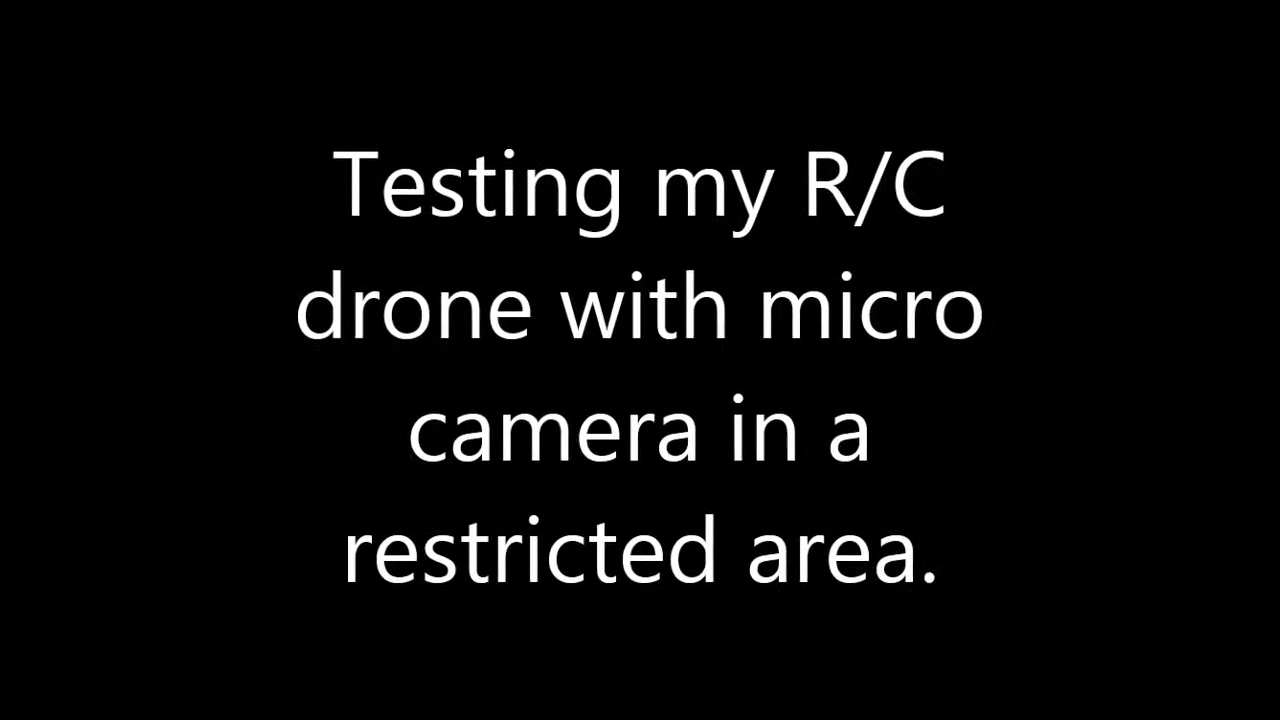 Testing my R/C
drone with micro
camera in a
restricted area.